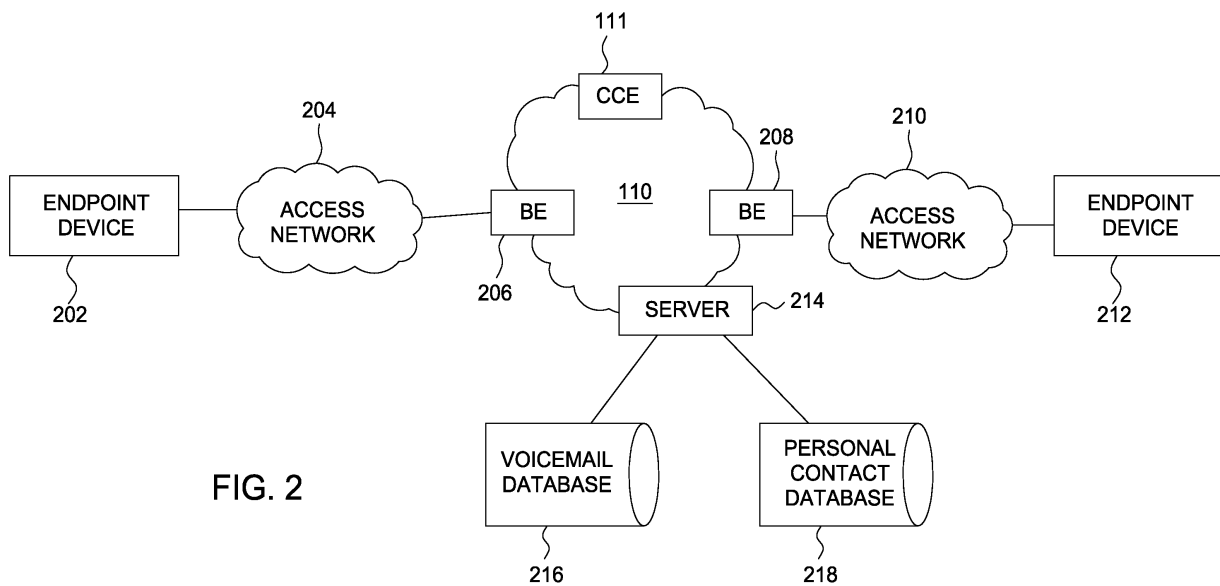 111
CCE
204
210
208
ENDPOINT
DEVICE
ACCESS
NETWORK
BE
110
BE
ACCESS
NETWORK
ENDPOINT
DEVICE
202
206
SERVER
214
212
VOICEMAIL
DATABASE
PERSONAL
CONTACT
DATABASE
FIG. 2
216
218